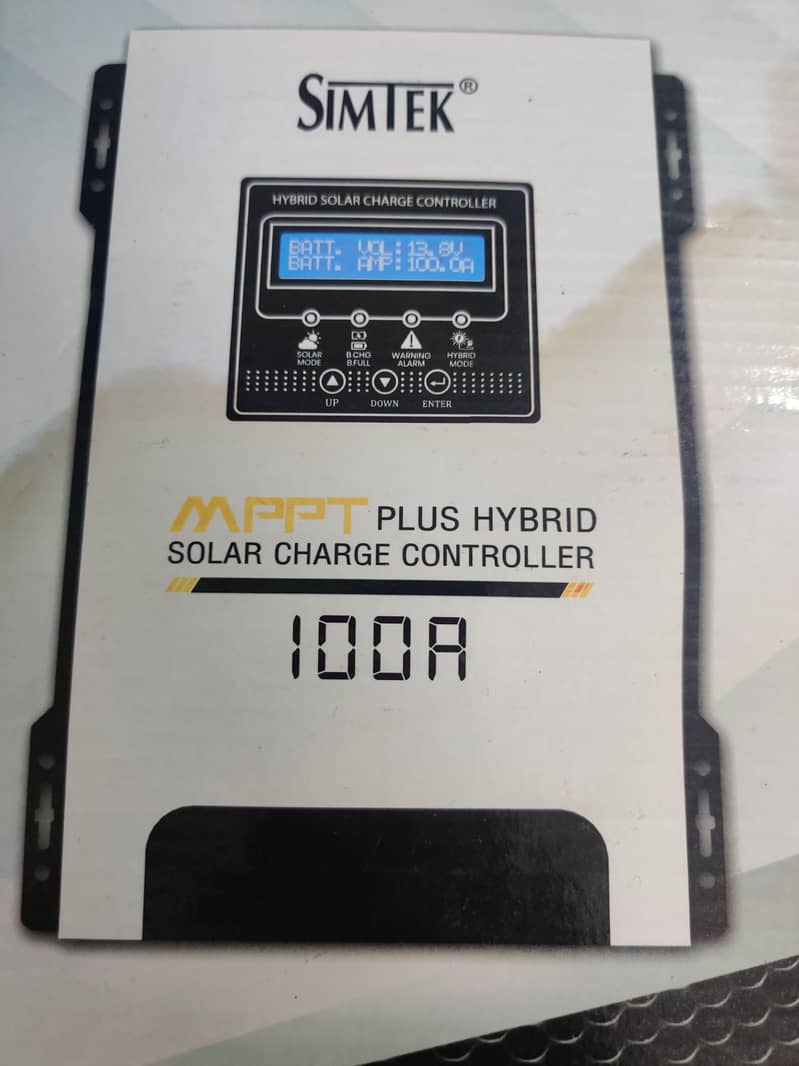 SIMTEK®
HYBRID SOLAR CHARGE CONTROLLER
BATT. VOL:13.8V
BATT. AMP:100.0A
SOLAR MODE
B.CHG B.FULL
WARNING ALARM
HYBRID MODE
UP DOWN ENTER
MPPT PLUS HYBRID
SOLAR CHARGE CONTROLLER
100A